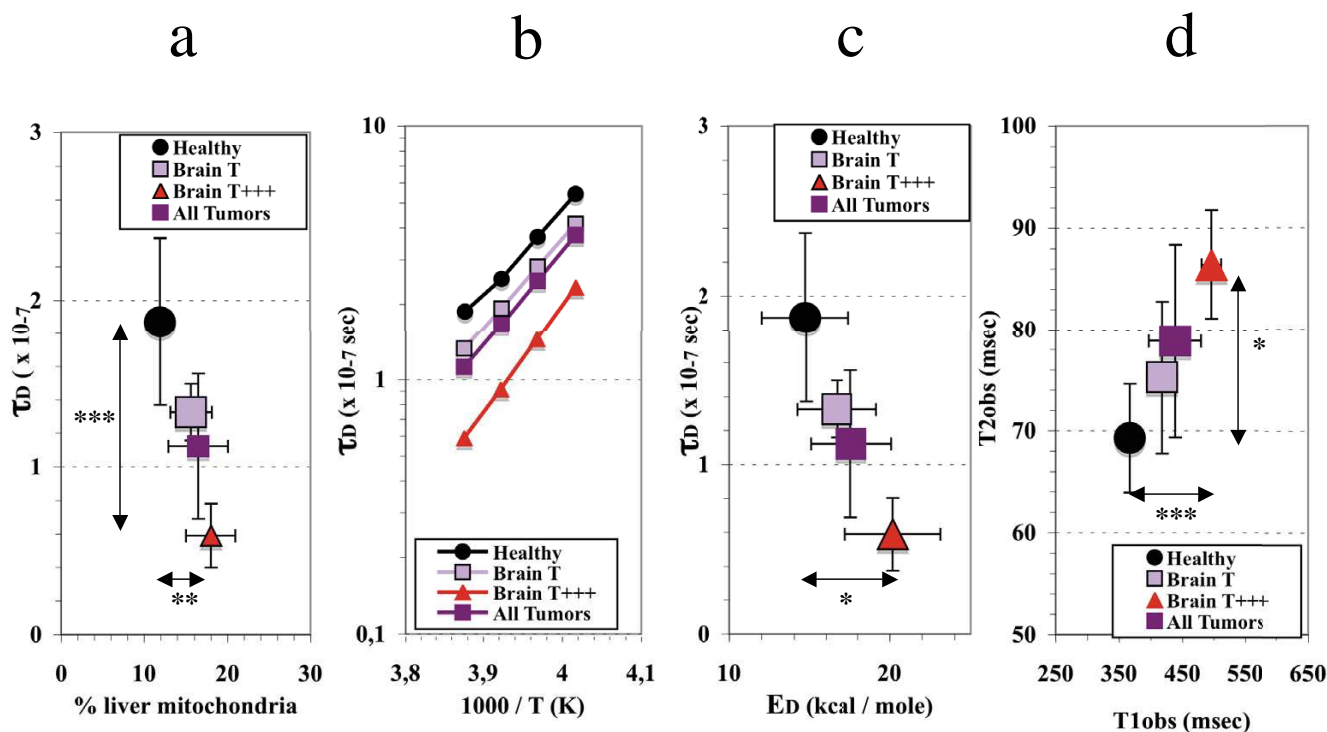 a
b
c
d
3
2
1
0
τD ( x 10-7)
Healthy
Brain T
Brain T+++
All Tumors
***
**
0 10 20 30
% liver mitochondria
10
1
0,1
τD (x 10-7 sec)
Healthy
Brain T
Brain T+++
All Tumors
3,8 3,9 4 4,1
1000 / T (K)
3
2
1
0
τD (x 10-7 sec)
Healthy
Brain T
Brain T+++
All Tumors
*
10 20
ED (kcal / mole)
100
90
80
70
60
50
T2obs (msec)
*
***
Healthy
Brain T
Brain T+++
All Tumors
250 350 450 550 650
T1obs (msec)